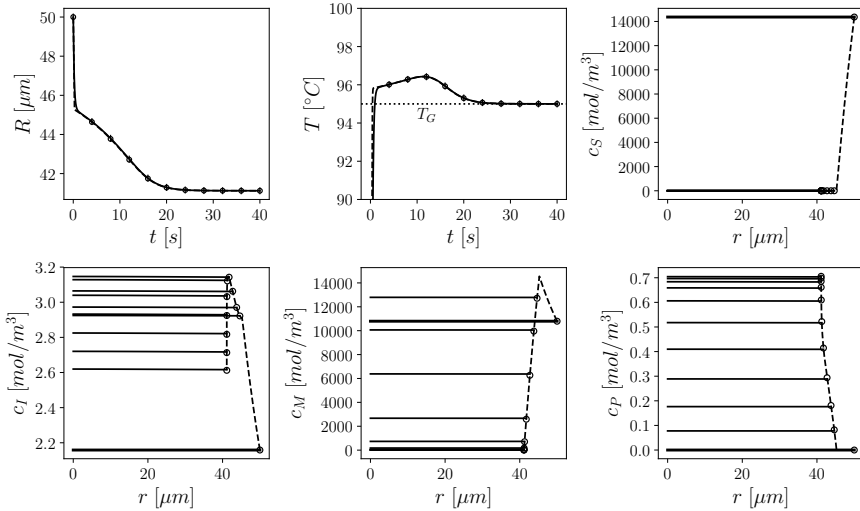 50
48
46
44
42
0 10 20 30 40
R [μm]
t [s]
100
98
96
94
92
90
0 10 20 30 40
T [°C]
T_G
t [s]
14000
12000
10000
8000
6000
4000
2000
0
0 20 40
c_S [mol/m³]
r [μm]
3.2
3.0
2.8
2.6
2.4
2.2
0 20 40
c_I [mol/m³]
r [μm]
14000
12000
10000
8000
6000
4000
2000
0
0 20 40
c_M [mol/m³]
r [μm]
0.7
0.6
0.5
0.4
0.3
0.2
0.1
0.0
0 20 40
c_P [mol/m³]
r [μm]